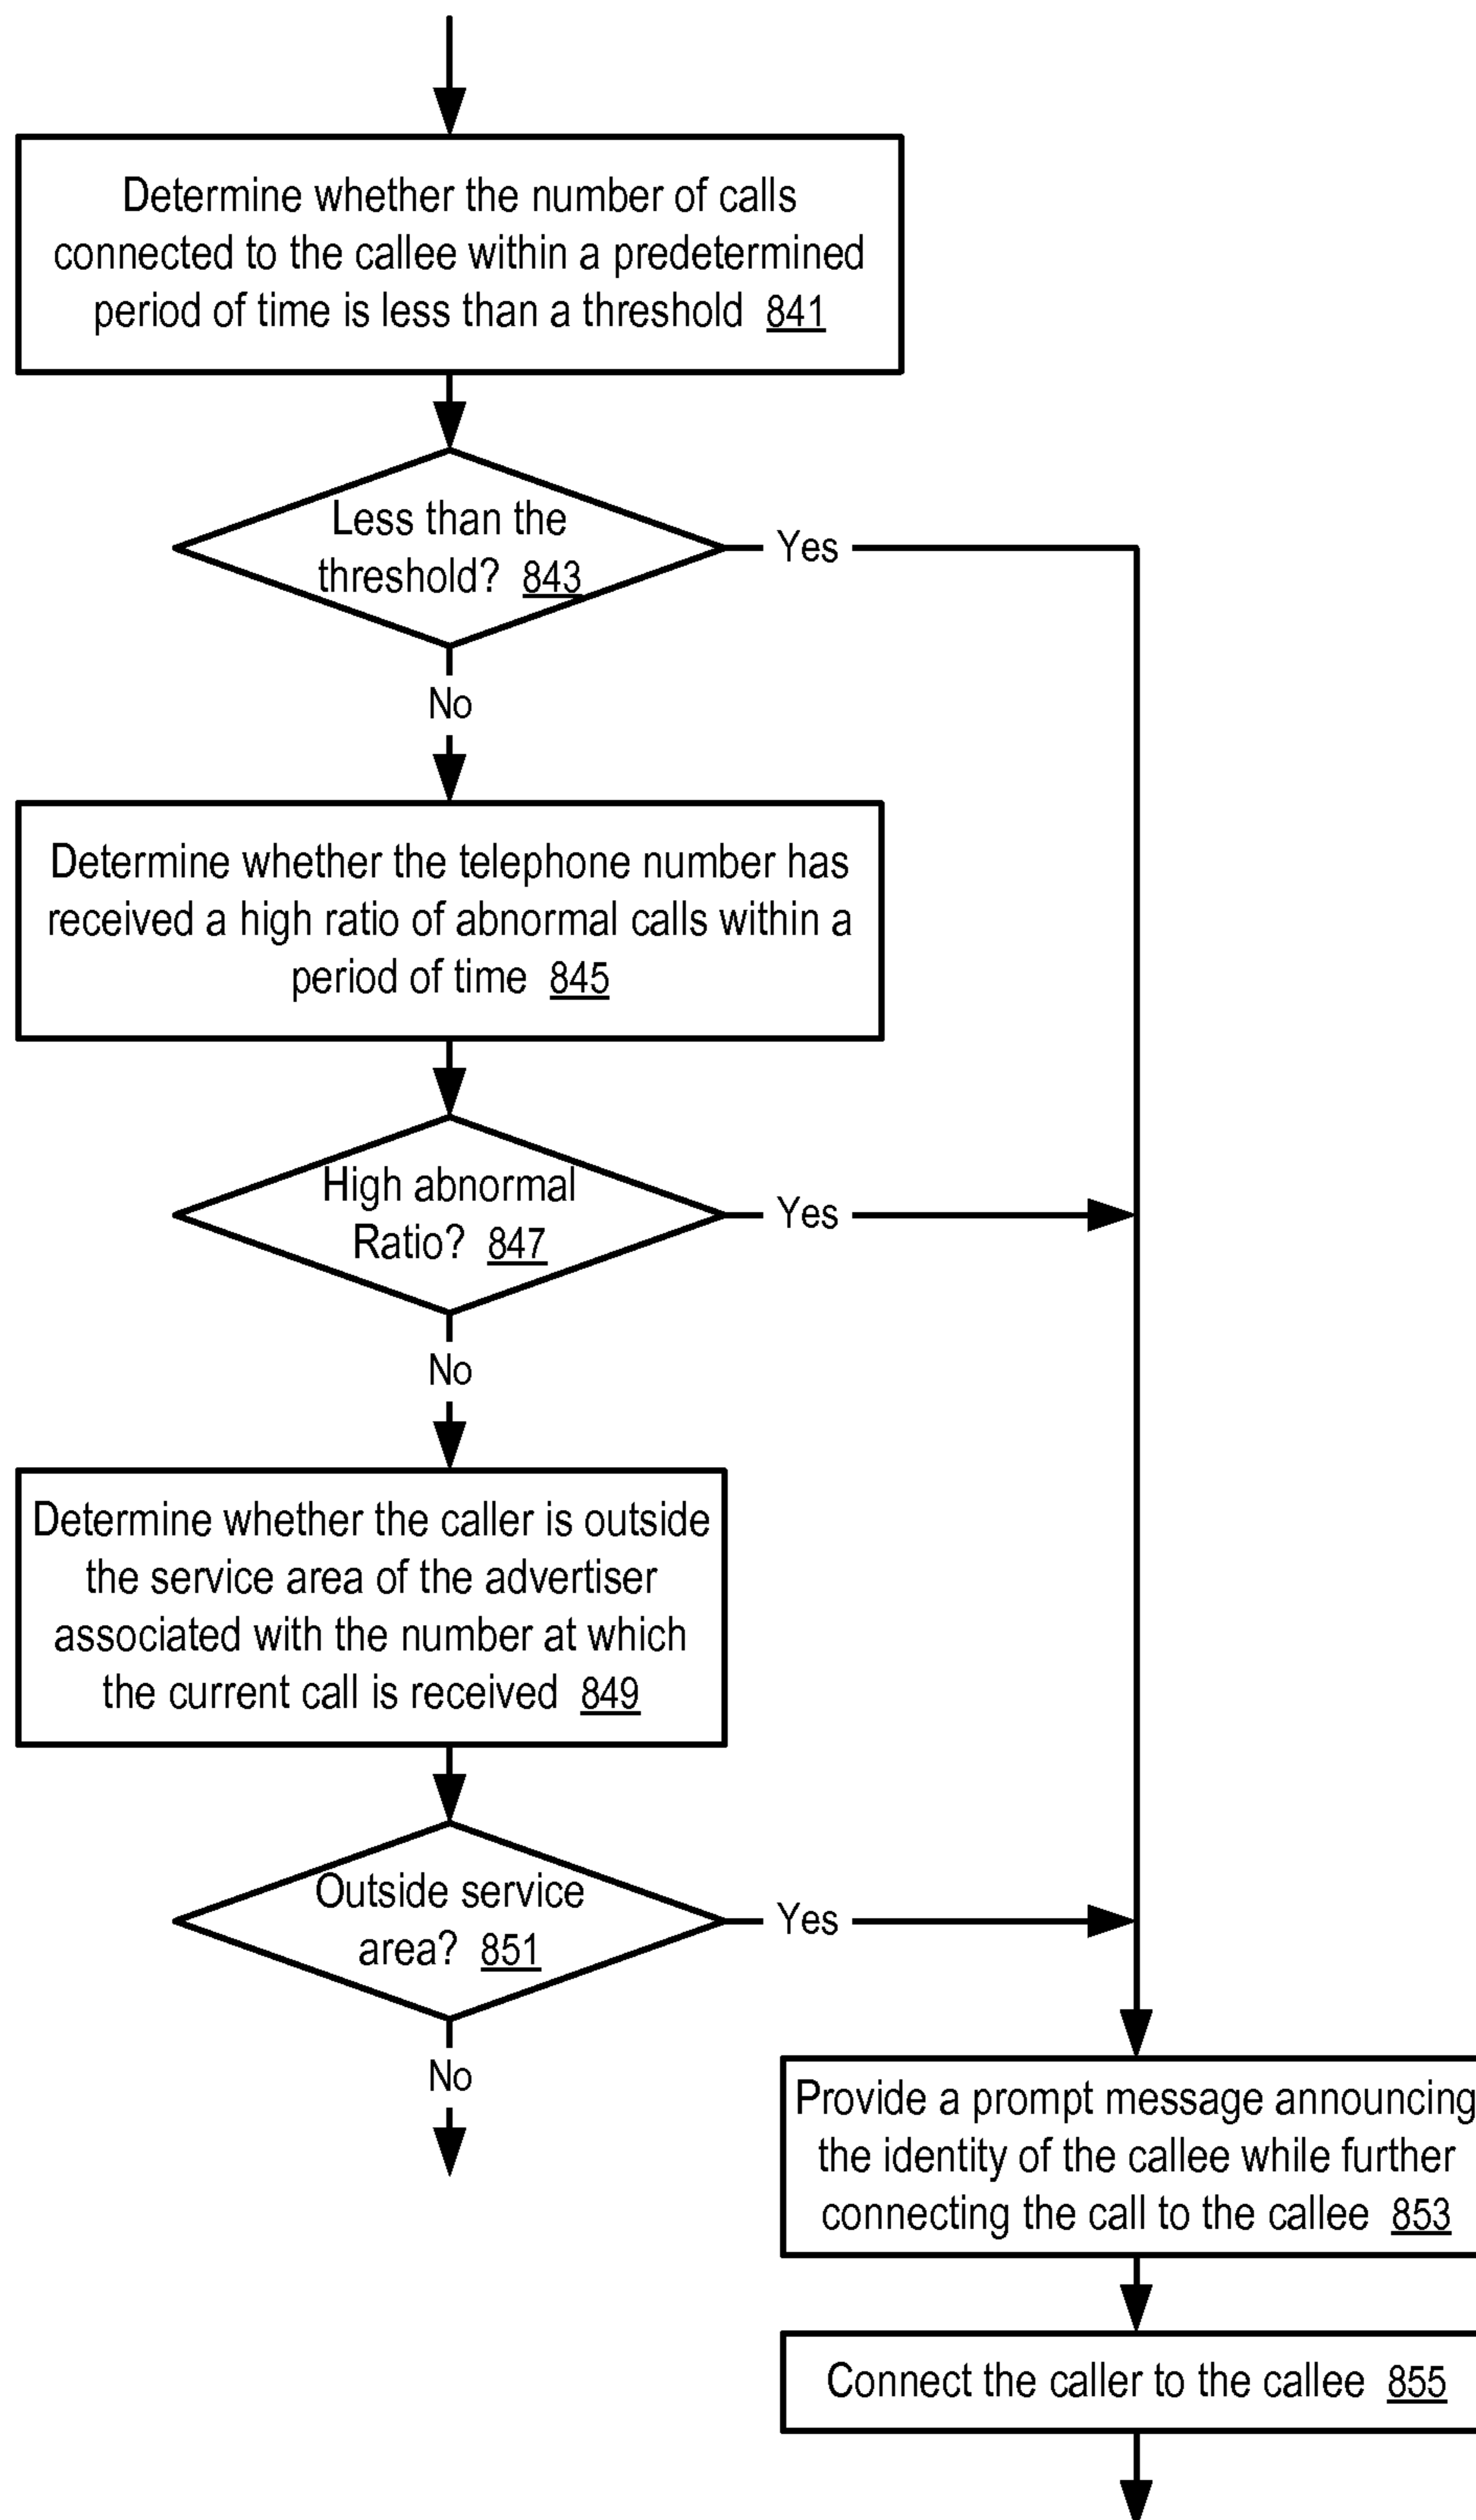 Determine whether the number of calls
connected to the callee within a predetermined
period of time is less than a threshold 841
Less than the
threshold? 843
Yes
No
Determine whether the telephone number has
received a high ratio of abnormal calls within a
period of time 845
High abnormal
Ratio? 847
Yes
No
Determine whether the caller is outside
the service area of the advertiser
associated with the number at which
the current call is received 849
Outside service
area? 851
Yes
No
Provide a prompt message announcing
the identity of the callee while further
connecting the call to the callee 853
Connect the caller to the callee 855